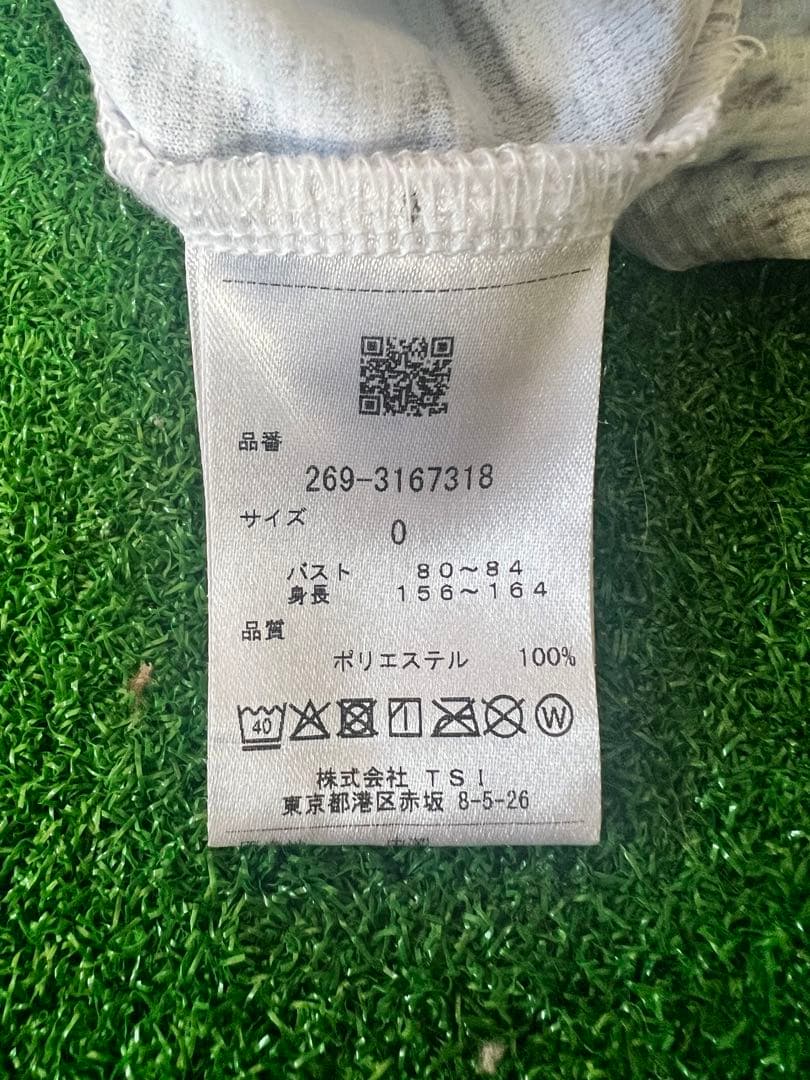 品番
269-3167318
サイズ
0
バスト 80～84
身長 156～164
品質
ポリエステル 100%
40 W
株式会社 TSI
東京都港区赤坂 8-5-26